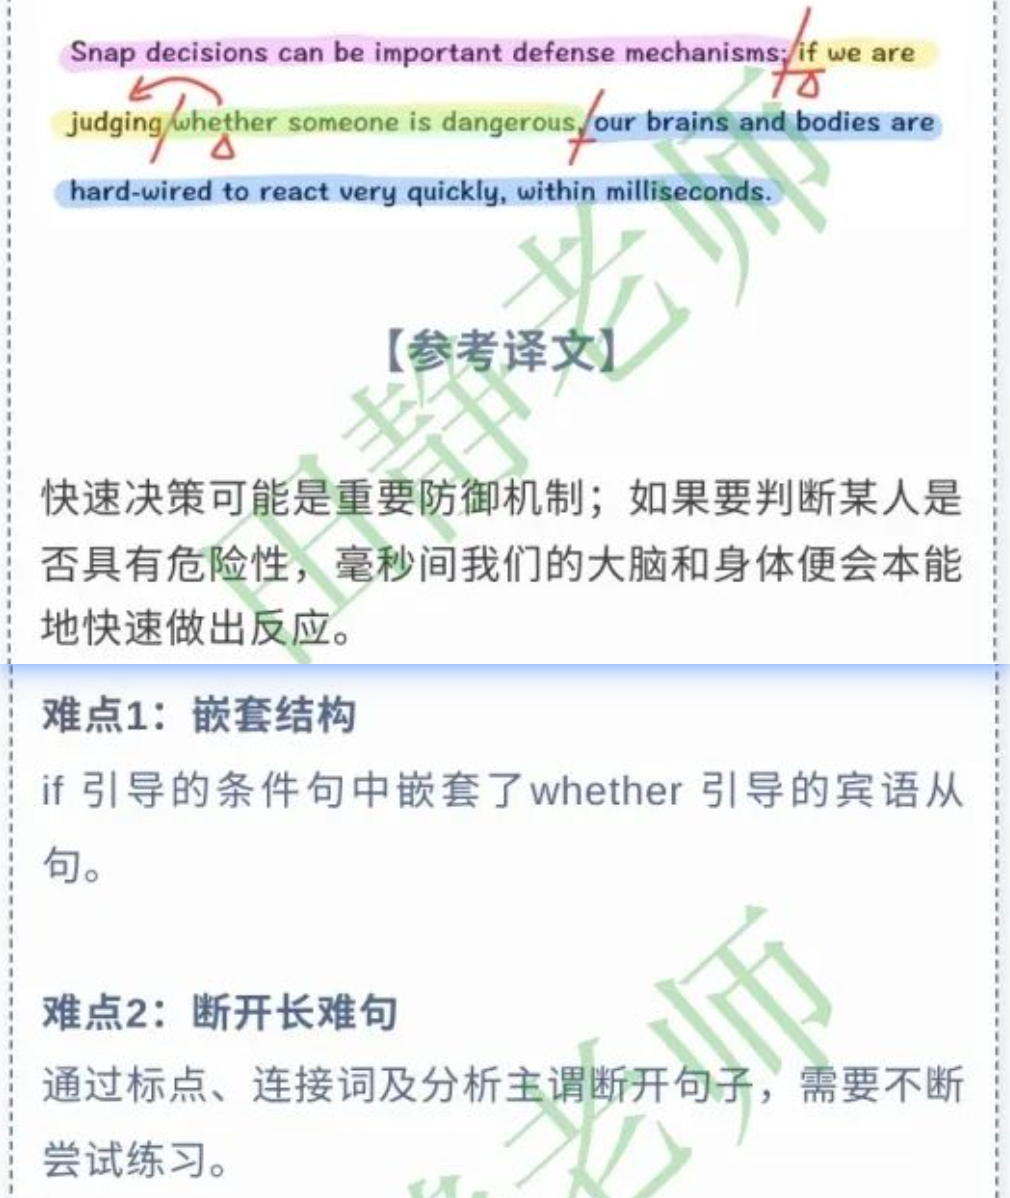 Snap decisions can be important defense mechanisms; if we are
judging whether someone is dangerous, our brains and bodies are
hard-wired to react very quickly, within milliseconds.
【参考译文】
快速决策可能是重要防御机制；如果要判断某人是
否具有危险性，毫秒间我们的大脑和身体便会本能
地快速做出反应。
难点1：嵌套结构
if 引导的条件句中嵌套了whether 引导的宾语从
句。
难点2：断开长难句
通过标点、连接词及分析主谓断开句子，需要不断
尝试练习。
田静老师
静老师